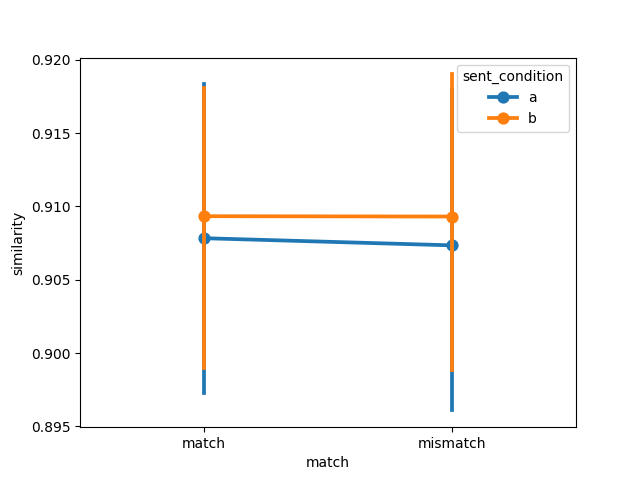 0.920
0.915
0.910
0.905
0.900
0.895
similarity
match
mismatch
match
sent_condition
a
b